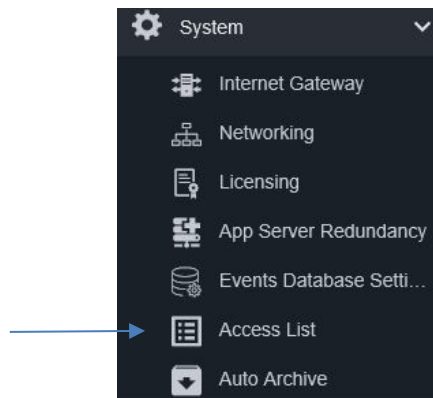 System
Internet Gateway
Networking
Licensing
App Server Redundancy
Events Database Setti...
Access List
Auto Archive